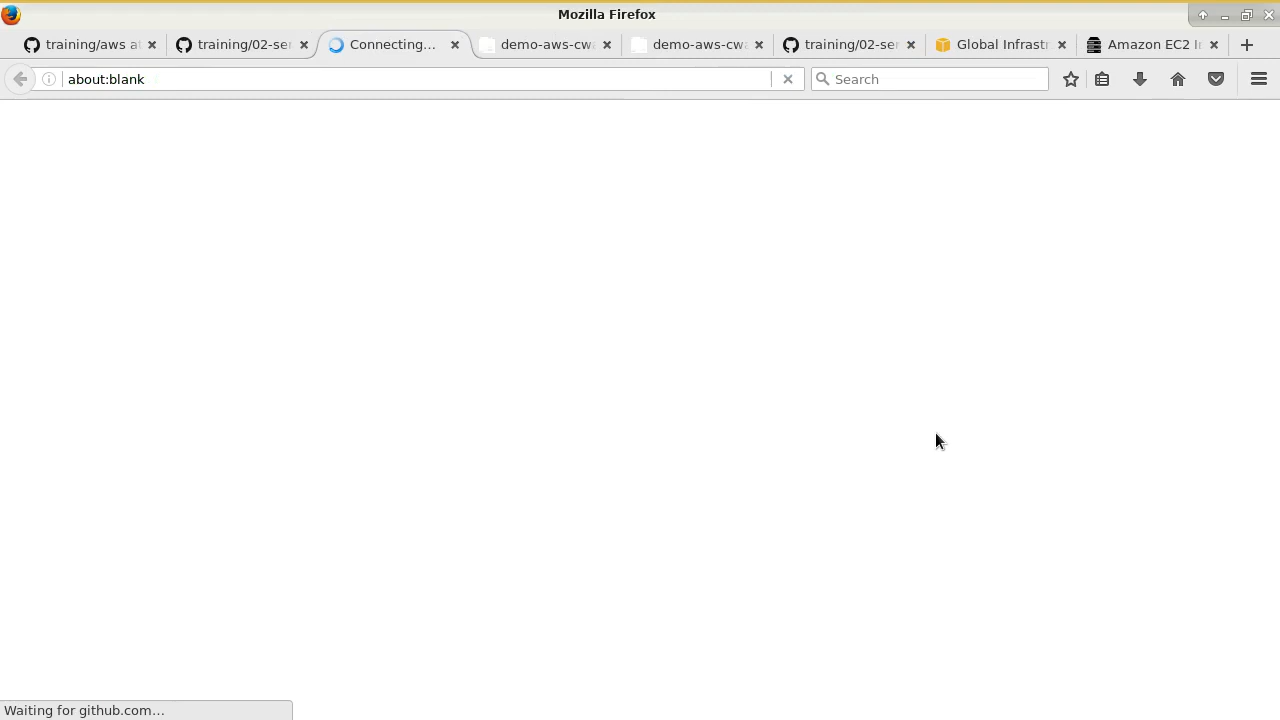 Mozilla Firefox
training/aws a
training/02-se
Connecting...
demo-aws-cw
demo-aws-cw
training/02-se
Global Infrast
Amazon EC2 I
about:blank
Search
Waiting for github.com...